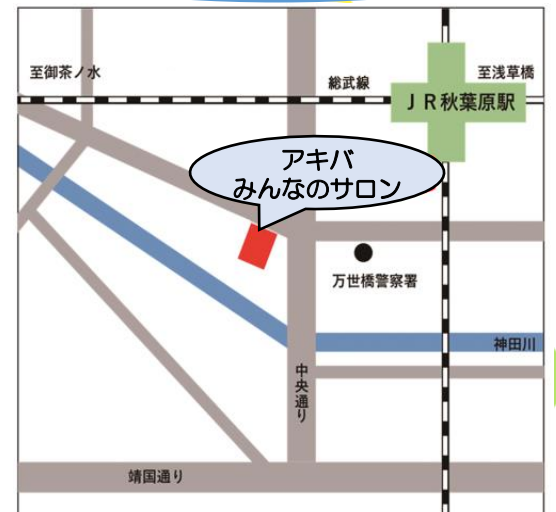 至御茶ノ水
総武線
至浅草橋
JR秋葉原駅
アキバ
みんなのサロン
万世橋警察署
神田川
中央通り
靖国通り